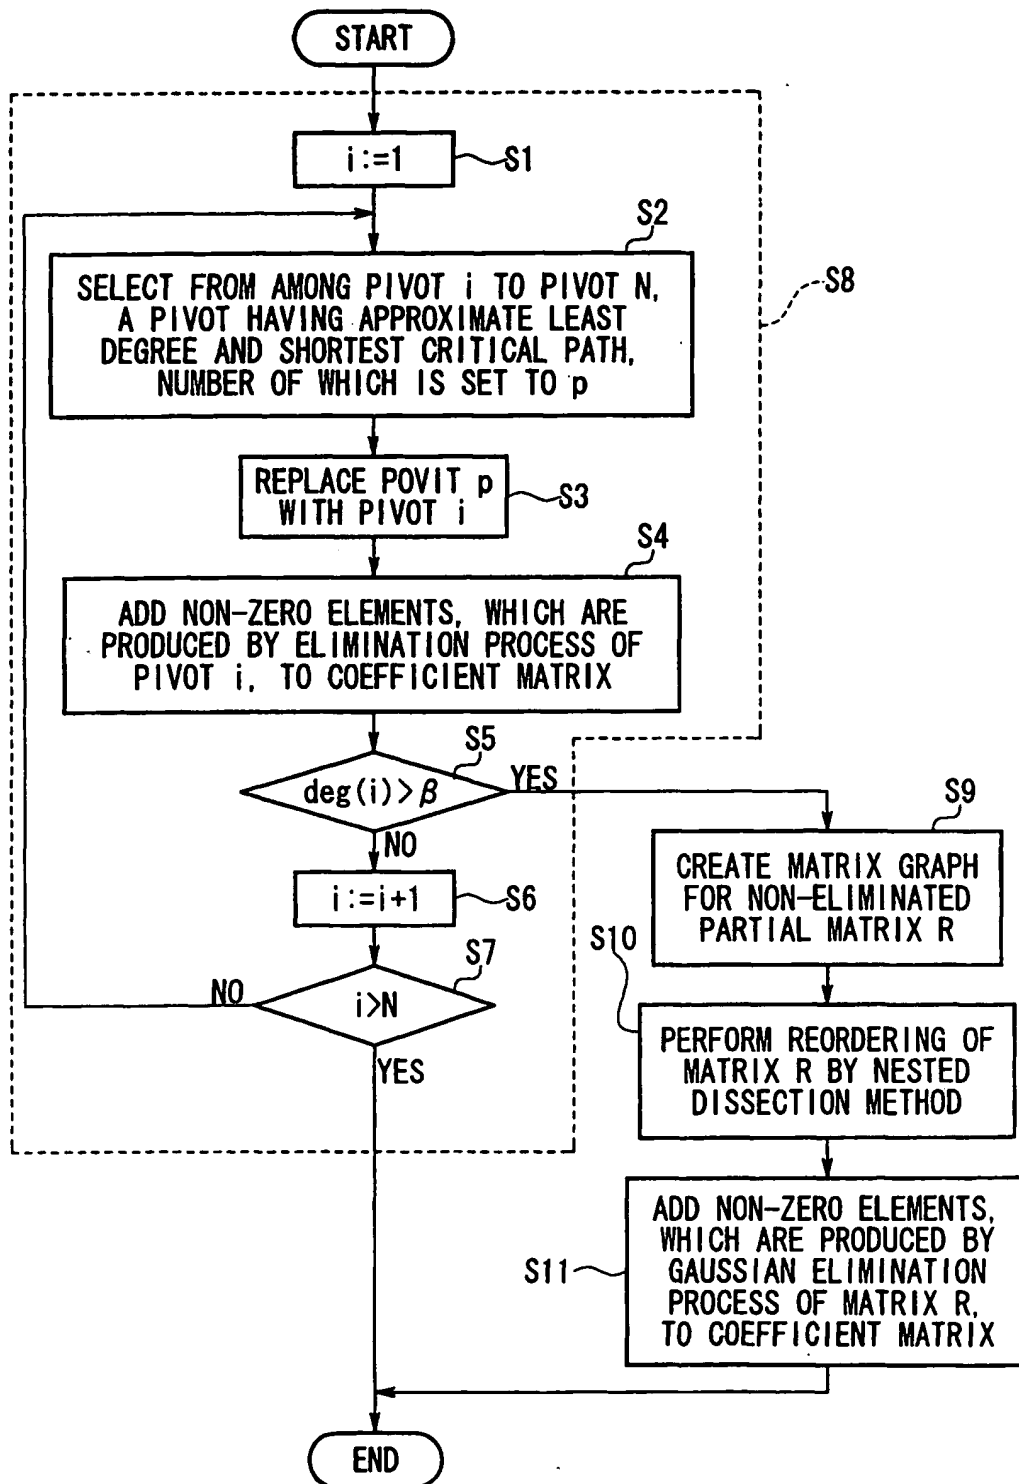 START
i:=1
S1
S2
SELECT FROM AMONG PIVOT i TO PIVOT N,
A PIVOT HAVING APPROXIMATE LEAST
DEGREE AND SHORTEST CRITICAL PATH,
NUMBER OF WHICH IS SET TO p
S8
REPLACE POVIT p
WITH PIVOT i
S3
S4
ADD NON-ZERO ELEMENTS, WHICH ARE
PRODUCED BY ELIMINATION PROCESS OF
PIVOT i, TO COEFFICIENT MATRIX
S5
deg(i)>β
YES
NO
i:=i+1
S6
S7
i>N
NO
YES
S9
CREATE MATRIX GRAPH
FOR NON-ELIMINATED
PARTIAL MATRIX R
S10
PERFORM REORDERING OF
MATRIX R BY NESTED
DISSECTION METHOD
S11
ADD NON-ZERO ELEMENTS,
WHICH ARE PRODUCED BY
GAUSSIAN ELIMINATION
PROCESS OF MATRIX R,
TO COEFFICIENT MATRIX
END